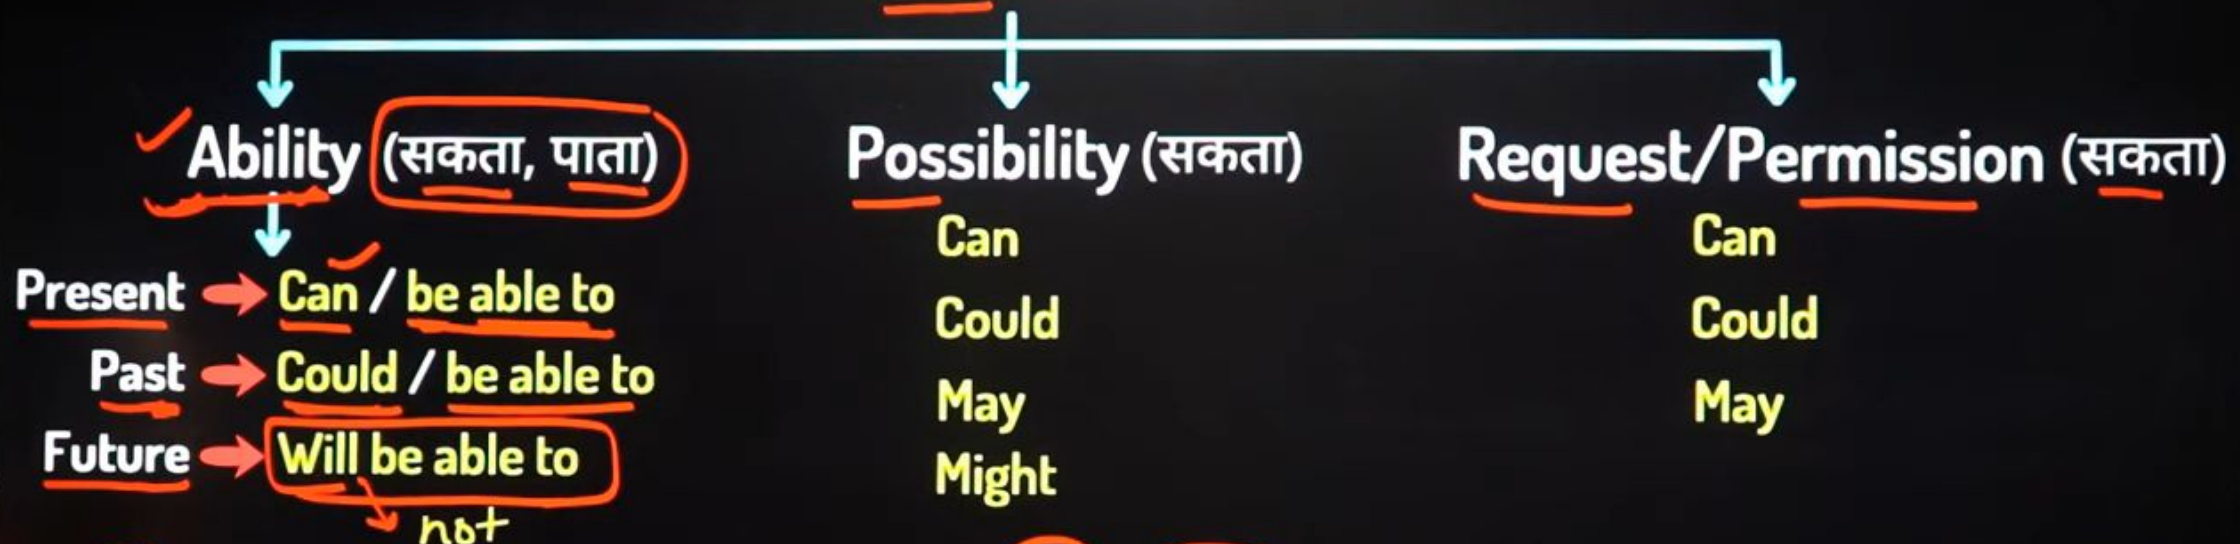 Ability (सकता, पाता)
Present Can / be able to
Past Could / be able to
Future Will be able to
not
Possibility (सकता)
Can
Could
May
Might
Request/Permission (सकता)
Can
Could
May